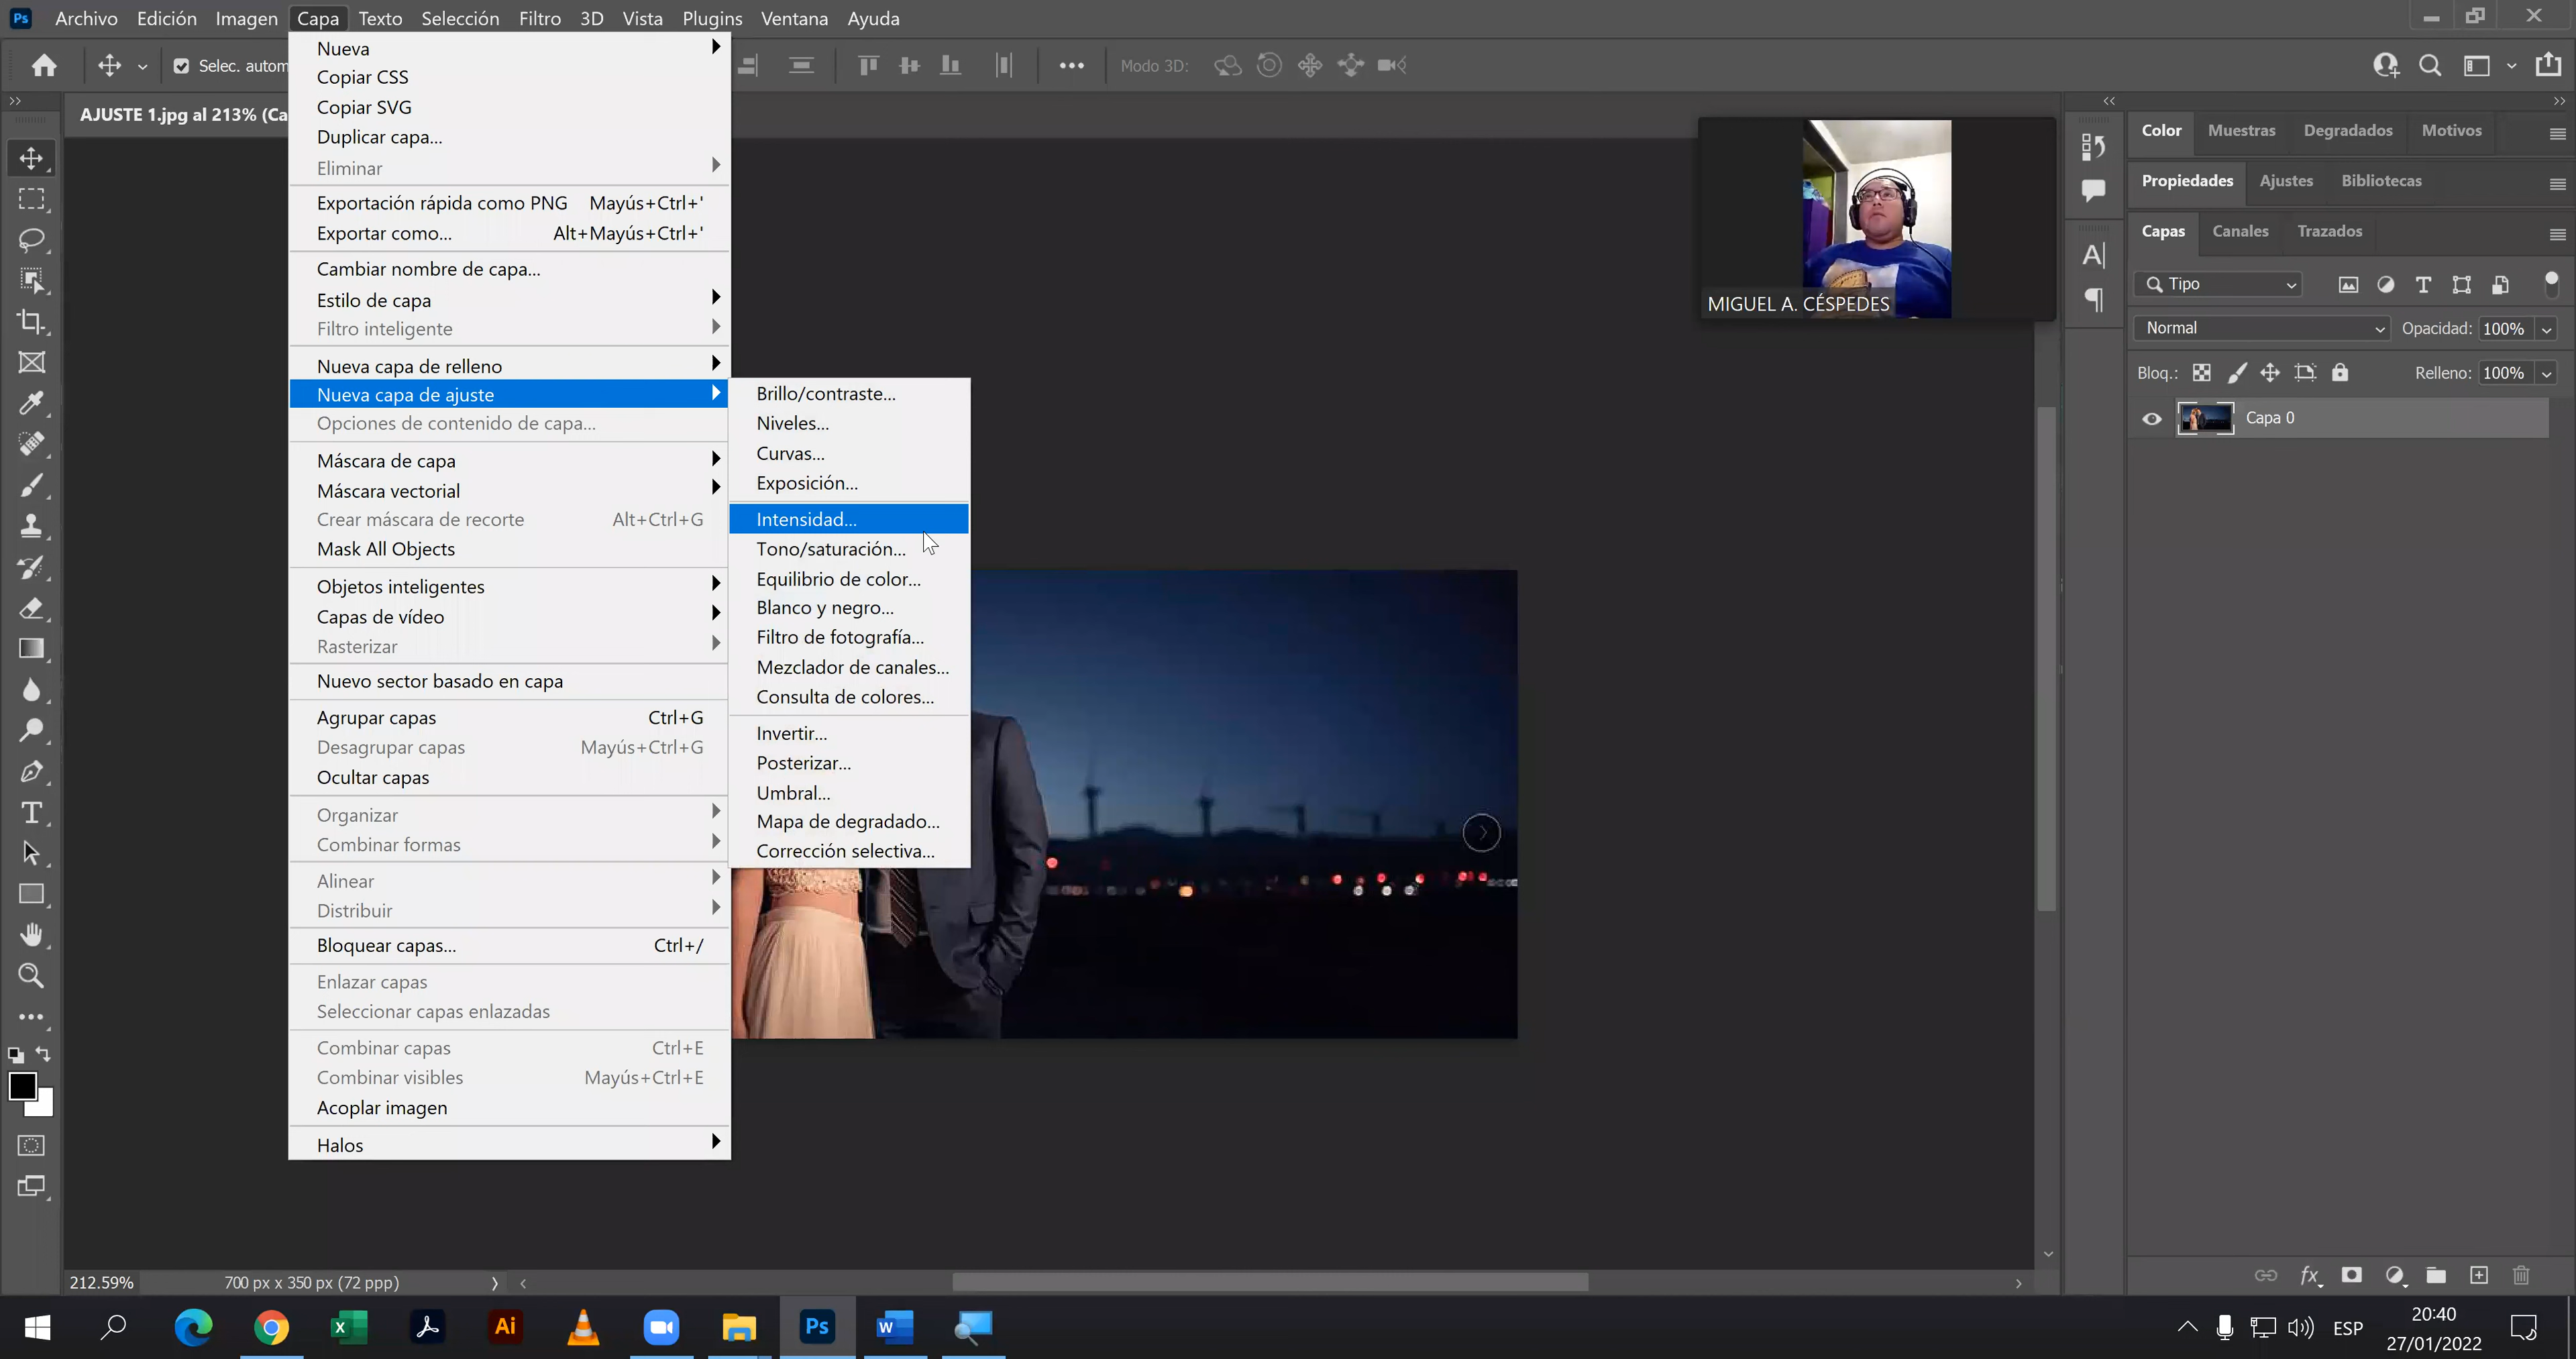 Ps Archivo Edición Imagen Capa Texto Selección Filtro 3D Vista Plugins Ventana Ayuda
Selec. autom
Modo 3D:
AJUSTE 1.jpg al 213% (Ca
Nueva
Copiar CSS
Copiar SVG
Duplicar capa...
Eliminar
Exportación rápida como PNG Mayús+Ctrl+'
Exportar como... Alt+Mayús+Ctrl+'
Cambiar nombre de capa...
Estilo de capa
Filtro inteligente
Nueva capa de relleno
Nueva capa de ajuste
Opciones de contenido de capa...
Máscara de capa
Máscara vectorial
Crear máscara de recorte Alt+Ctrl+G
Mask All Objects
Objetos inteligentes
Capas de vídeo
Rasterizar
Nuevo sector basado en capa
Agrupar capas Ctrl+G
Desagrupar capas Mayús+Ctrl+G
Ocultar capas
Organizar
Combinar formas
Alinear
Distribuir
Bloquear capas... Ctrl+/
Enlazar capas
Seleccionar capas enlazadas
Combinar capas Ctrl+E
Combinar visibles Mayús+Ctrl+E
Acoplar imagen
Halos
Brillo/contraste...
Niveles...
Curvas...
Exposición...
Intensidad...
Tono/saturación...
Equilibrio de color...
Blanco y negro...
Filtro de fotografía...
Mezclador de canales...
Consulta de colores...
Invertir...
Posterizar...
Umbral...
Mapa de degradado...
Corrección selectiva...
MIGUEL A. CÉSPEDES
Color Muestras Degradados Motivos
Propiedades Ajustes Bibliotecas
Capas Canales Trazados
Tipo
Normal Opacidad: 100%
Bloq.: Relleno: 100%
Capa 0
fx
212.59% 700 px x 350 px (72 ppp)
Ai Ps W
ESP
20:40
27/01/2022